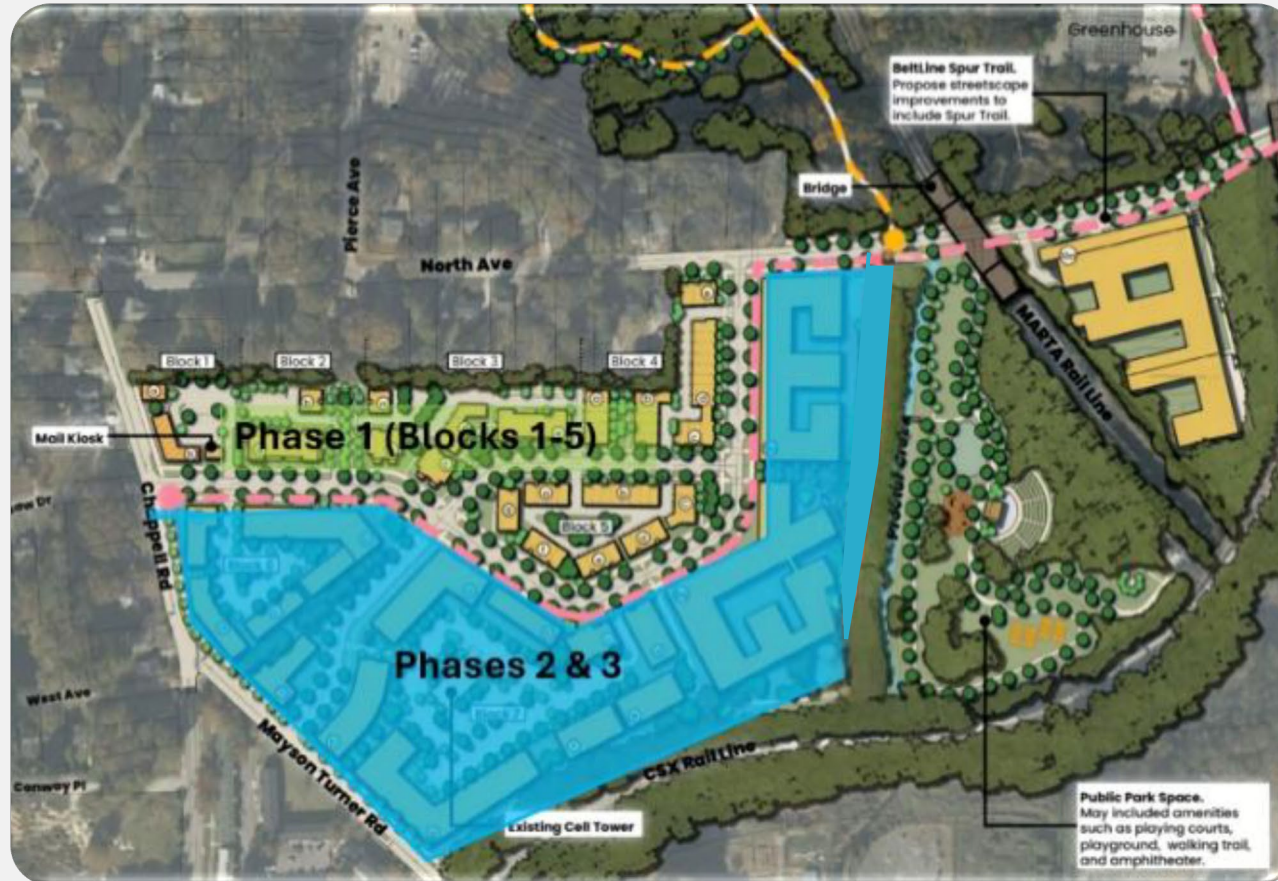 Greenhouse
BeltLine Spur Trail.
Propose streetscape
improvements to
include Spur Trail.
Bridge
Pierce Ave
North Ave
MARTA Rail Line
Block 1
Block 2
Block 3
Block 4
Mail Kiosk
Phase 1 (Blocks 1-5)
Block 5
Chappell Rd
Phases 2 & 3
West Ave
Mayson Turner Rd
CSX Rail Line
Conway Pl
Existing Cell Tower
Public Park Space.
May included amenities
such as playing courts,
playground, walking trail,
and amphitheater.